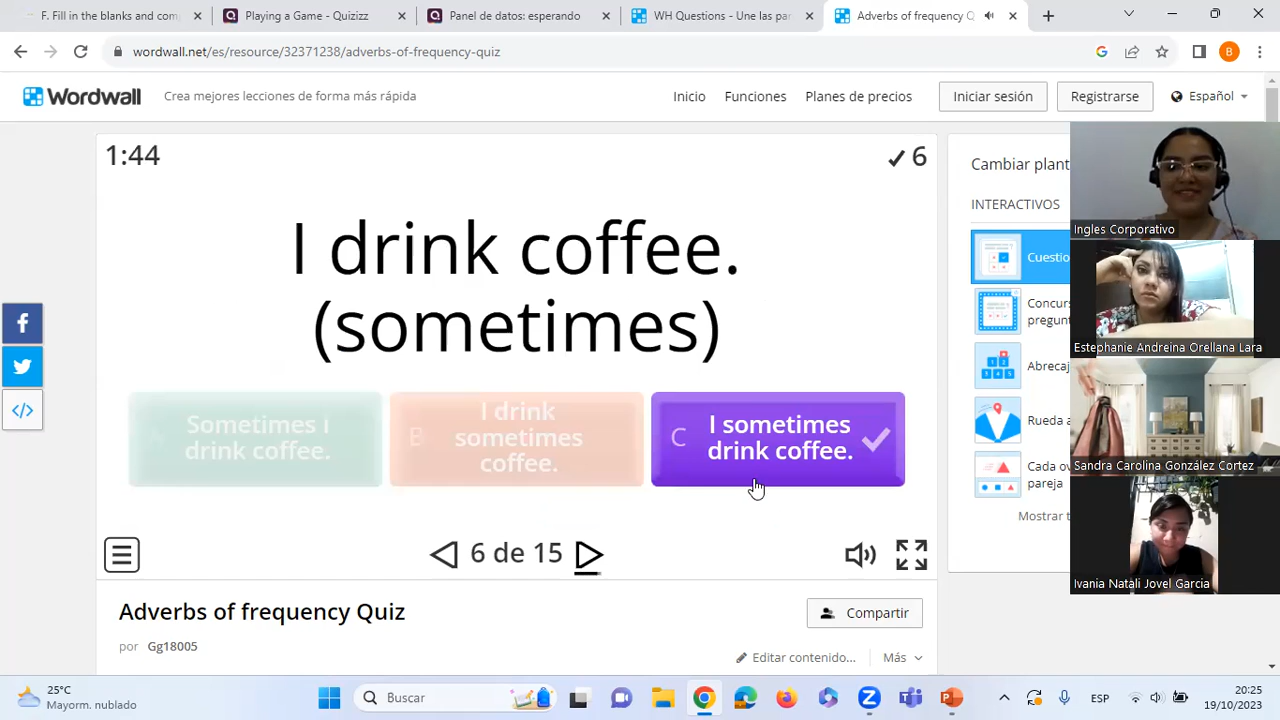 F. Fill in the blanks and com
Playing a Game - Quizizz
Panel de datos: esperando
WH Questions - Une las par
Adverbs of frequency Q
wordwall.net/es/resource/32371238/adverbs-of-frequency-quiz
B
Wordwall
Crea mejores lecciones de forma más rápida
Inicio
Funciones
Planes de precios
Iniciar sesión
Registrarse
Español
1:44
6
I drink coffee.
(sometimes)
A
Sometimes I
drink coffee.
B
I drink
sometimes
coffee.
C
I sometimes
drink coffee.
6 de 15
Adverbs of frequency Quiz
por Gg18005
Compartir
Editar contenido...
Más
Cambiar plant
INTERACTIVOS
Cuestio
Concurs
pregunt
Abrecaj
Rueda a
Cada ov
pareja
Mostrar t
Ingles Corporativo
Estephanie Andreina Orellana Lara
Sandra Carolina González Cortez
Ivania Natali Jovel Garcia
25°C
Mayorm. nublado
Buscar
ESP
20:25
19/10/2023